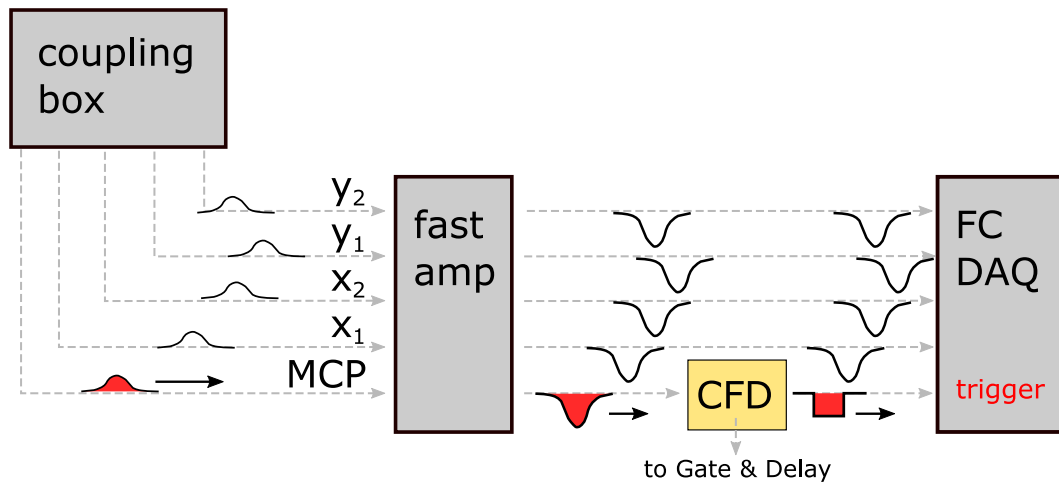 coupling
box
y₂
y₁
x₂
x₁
MCP
fast
amp
CFD
to Gate & Delay
FC
DAQ
trigger